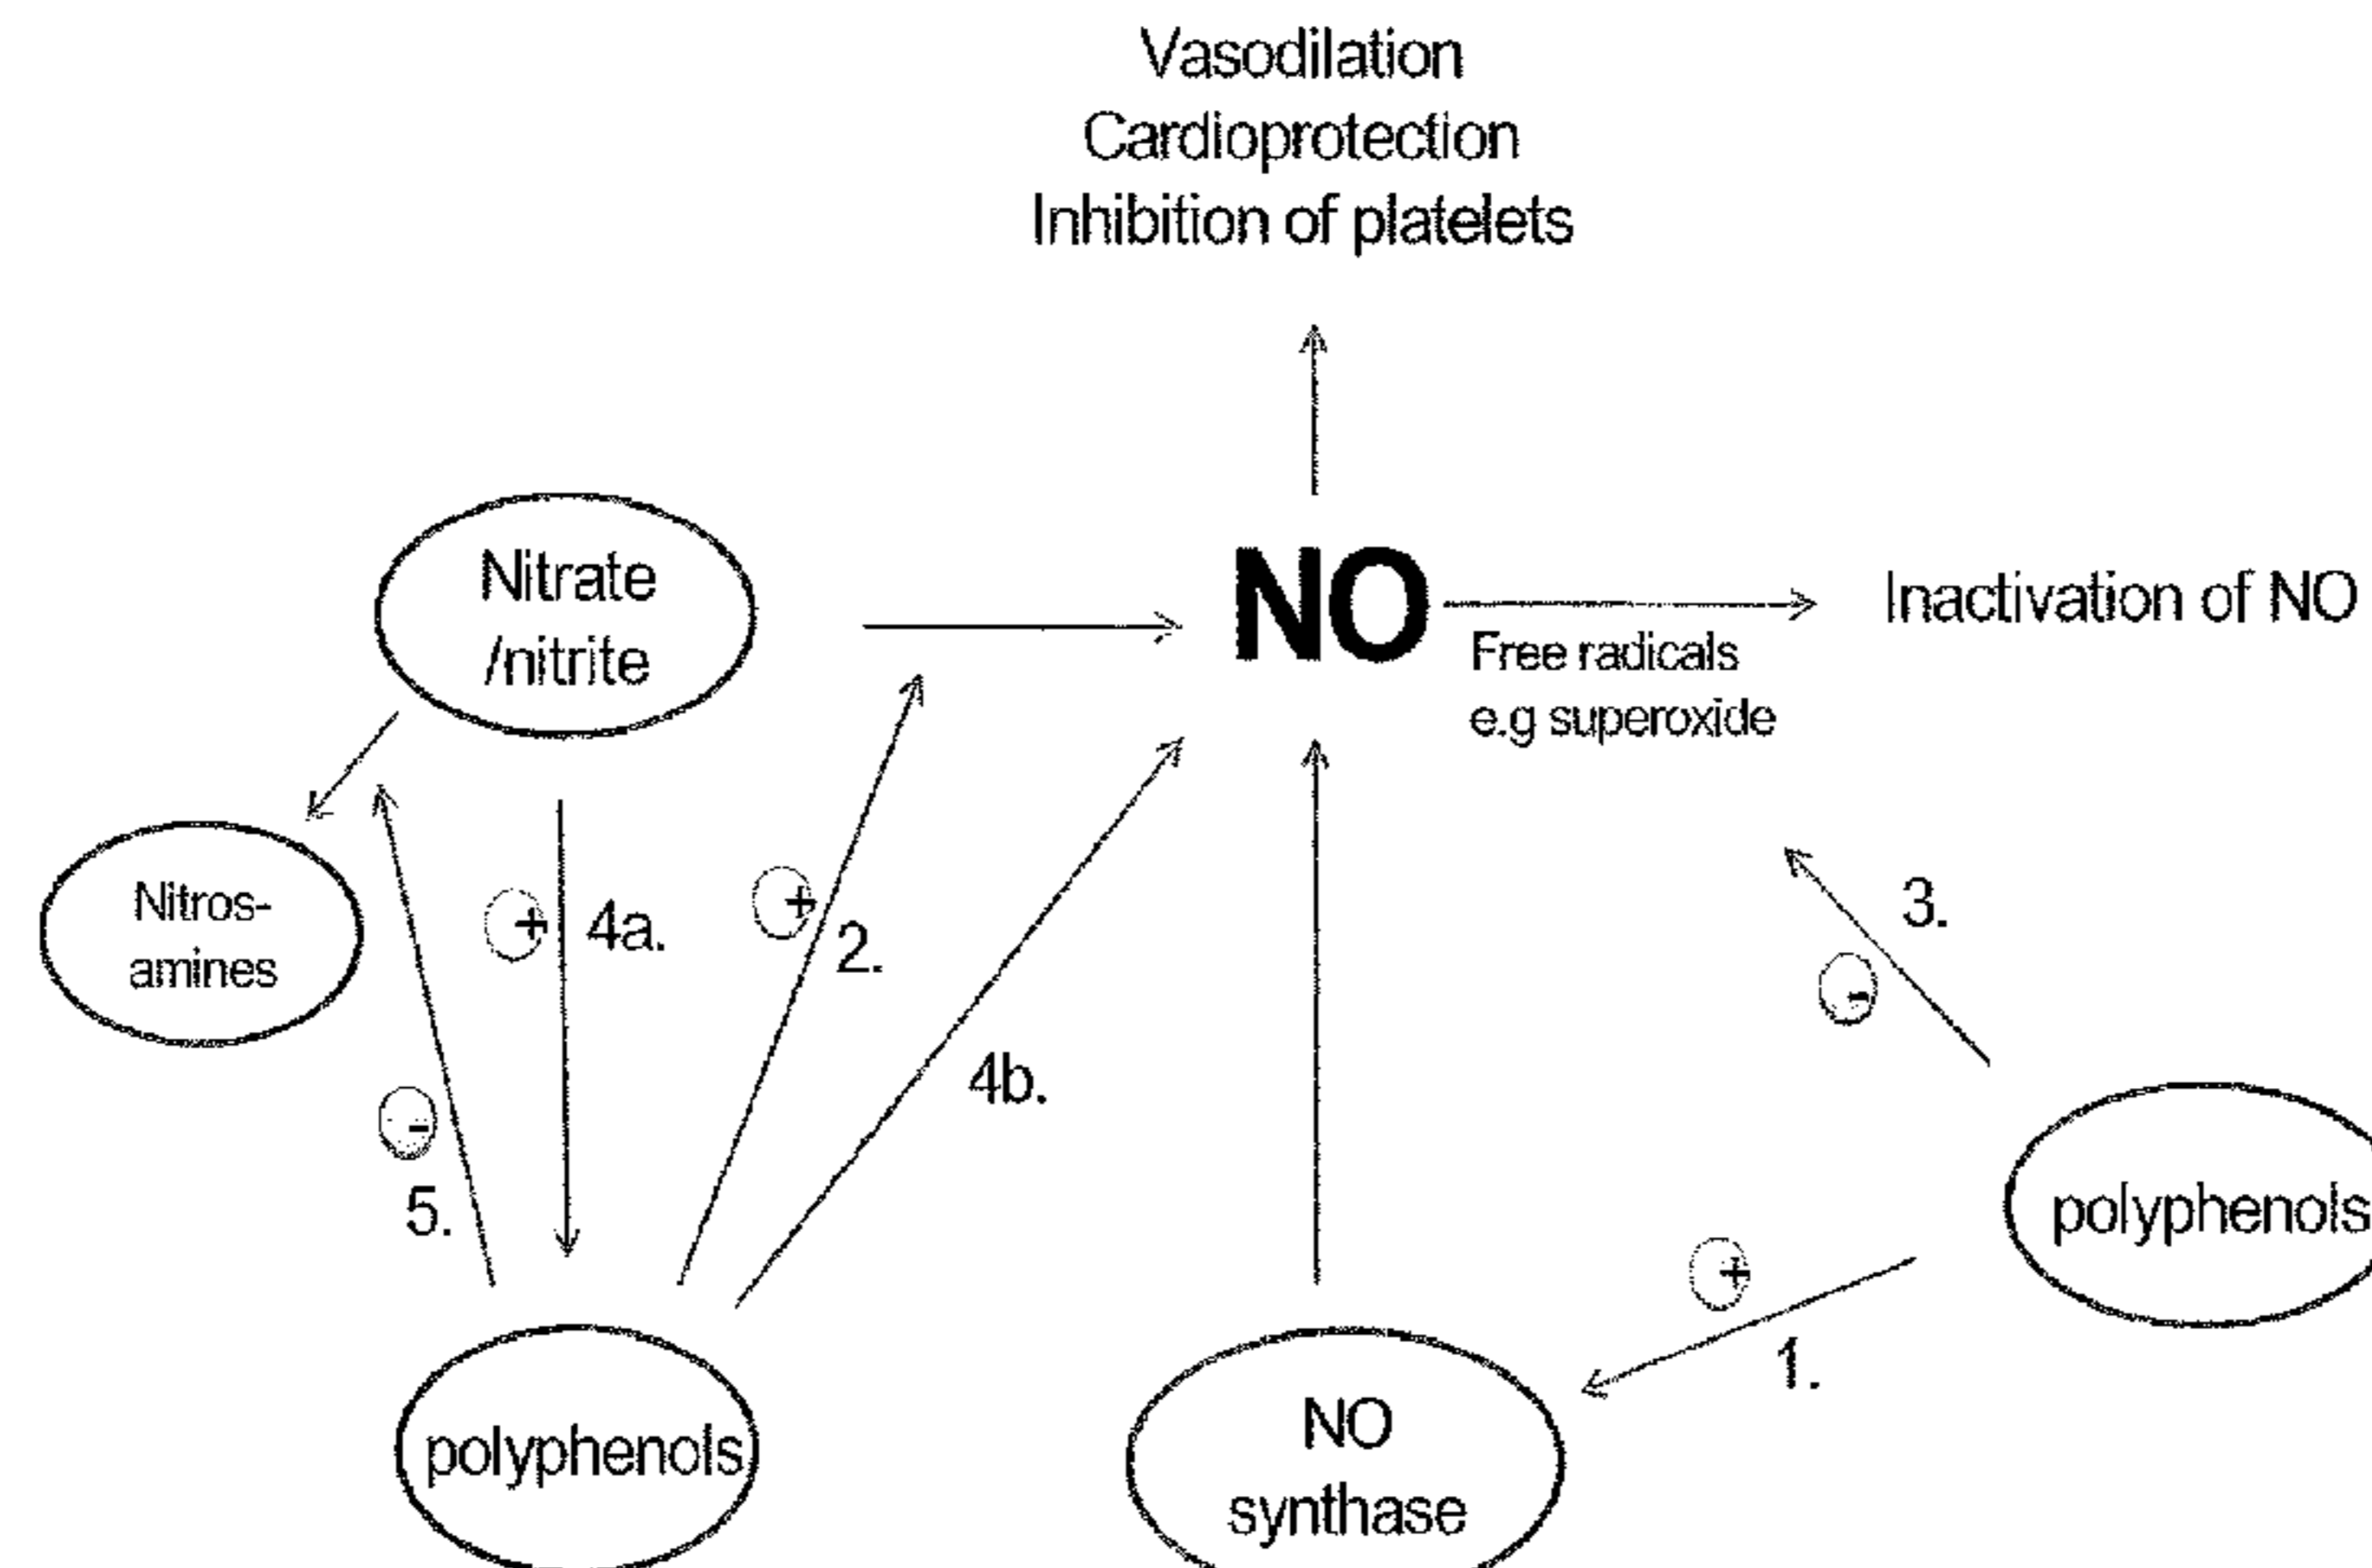 Vasodilation
Cardioprotection
Inhibition of platelets
Nitrate
/nitrite
NO
Inactivation of NO
Free radicals
e.g superoxide
Nitros-
amines
+
4a.
+
2.
3.
-
4b.
-
5.
polyphenols
+
1.
polyphenols
NO
synthase